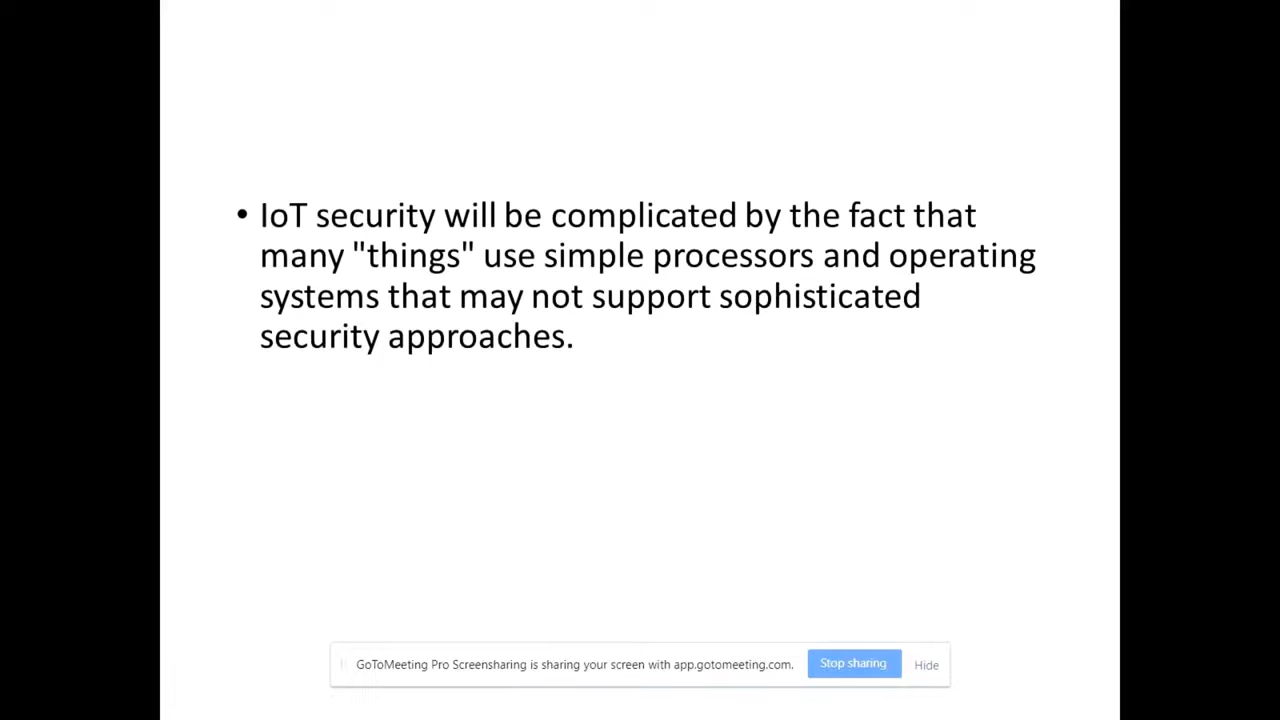 • IoT security will be complicated by the fact that
many "things" use simple processors and operating
systems that may not support sophisticated
security approaches.
GoToMeeting Pro Screensharing is sharing your screen with app.gotomeeting.com. Stop sharing Hide